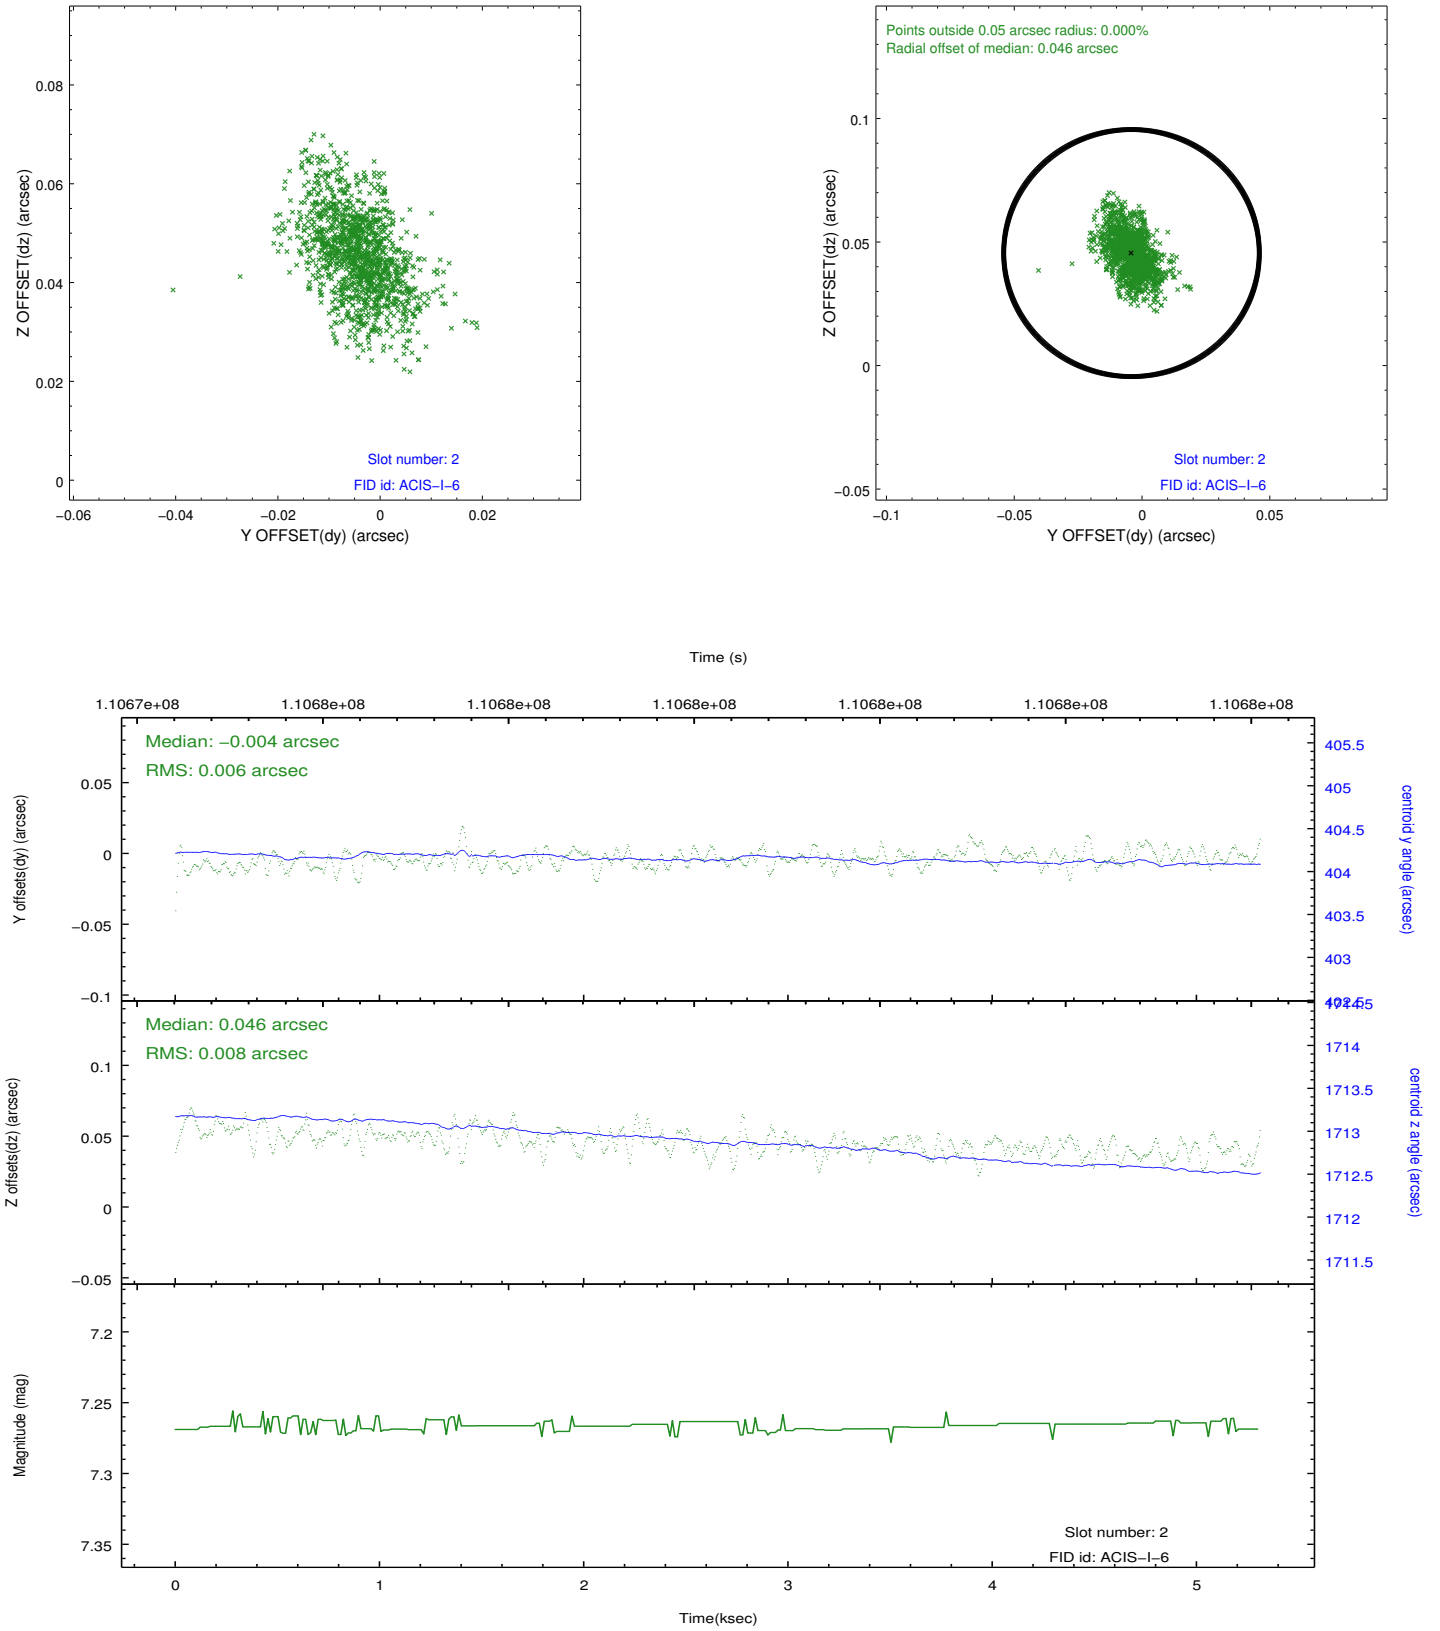 0.08
0.06
0.04
0.02
0
Z OFFSET(dz) (arcsec)
Slot number: 2
FID id: ACIS−I−6
−0.06 −0.04 −0.02 0 0.02
Y OFFSET(dy) (arcsec)
Points outside 0.05 arcsec radius: 0.000%
Radial offset of median: 0.046 arcsec
0.1
0.05
0
−0.05
Z OFFSET(dz) (arcsec)
Slot number: 2
FID id: ACIS−I−6
−0.1 −0.05 0 0.05
Y OFFSET(dy) (arcsec)
Time (s)
1.1067e+08 1.1068e+08 1.1068e+08 1.1068e+08 1.1068e+08 1.1068e+08 1.1068e+08
Median: −0.004 arcsec
RMS: 0.006 arcsec
0.05
0
−0.05
−0.1
Y offsets(dy) (arcsec)
405.5
405
404.5
404
403.5
403
402.5
centroid y angle (arcsec)
Median: 0.046 arcsec
RMS: 0.008 arcsec
0.1
0.05
0
−0.05
Z offsets(dz) (arcsec)
1714.5
1714
1713.5
1713
1712.5
1712
1711.5
centroid z angle (arcsec)
7.2
7.25
7.3
7.35
Magnitude (mag)
Slot number: 2
FID id: ACIS−I−6
0 1 2 3 4 5
Time(ksec)